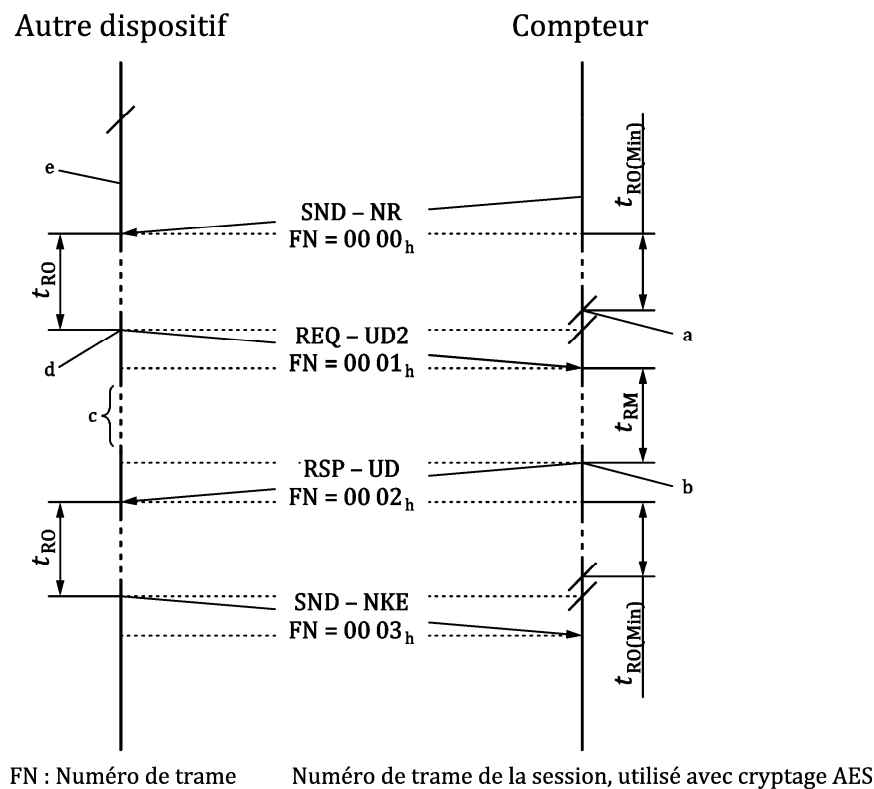 Autre dispositif
Compteur
tRO(Min)
e
SND – NR
FN = 00 00h
tRO
a
REQ – UD2
FN = 00 01h
d
c
tRM
RSP – UD
FN = 00 02h
b
tRO
SND – NKE
FN = 00 03h
tRO(Min)
FN : Numéro de trame
Numéro de trame de la session, utilisé avec cryptage AES